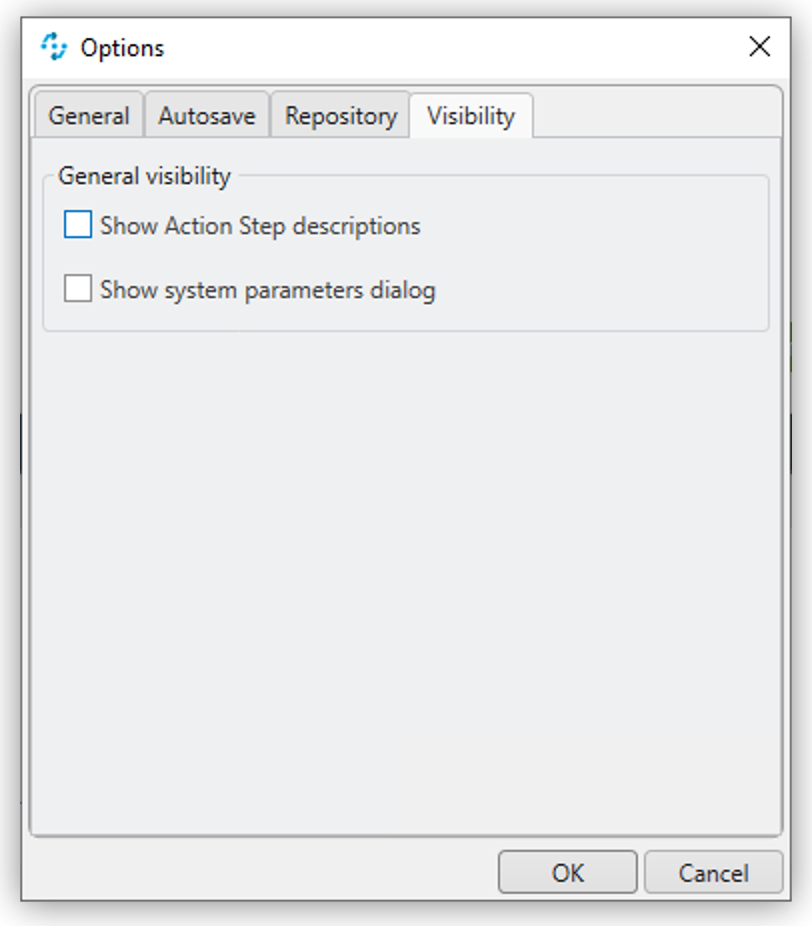 Options
General Autosave Repository Visibility
General visibility
Show Action Step descriptions
Show system parameters dialog
OK Cancel